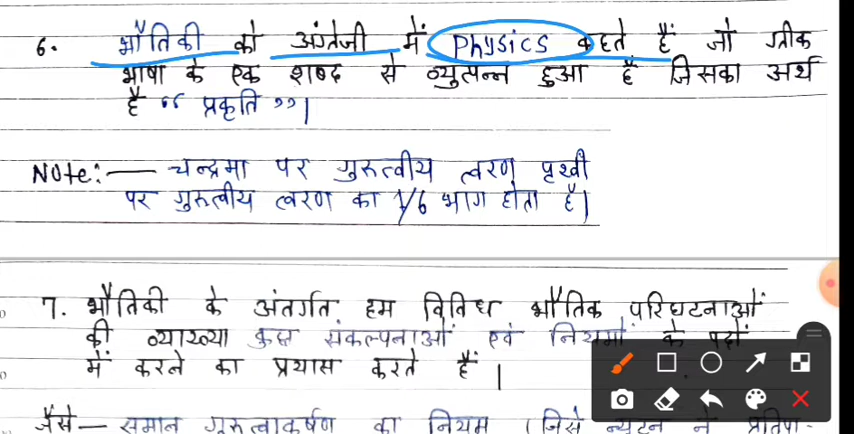 6. भौतिकी को अंग्रेजी में Physics कहते हैं जो ग्रीक
भाषा के एक शब्द से व्युत्पन्न हुआ है जिसका अर्थ
है “ प्रकृति ”|
Note:— चन्द्रमा पर गुरूत्वीय त्वरण पृथ्वी
पर गुरूत्वीय त्वरण का 1/6 भाग होता है|
7. भौतिकी के अंतर्गत हम विविध भौतिक परिघटनाओं
की व्याख्या कुछ संकल्पनाओं एवं नियमों के पदों
में करने का प्रयास करते हैं |
जैसे— समान गुरूत्वाकर्षण का नियम (जिसे न्यूटन ने प्रतिपा-